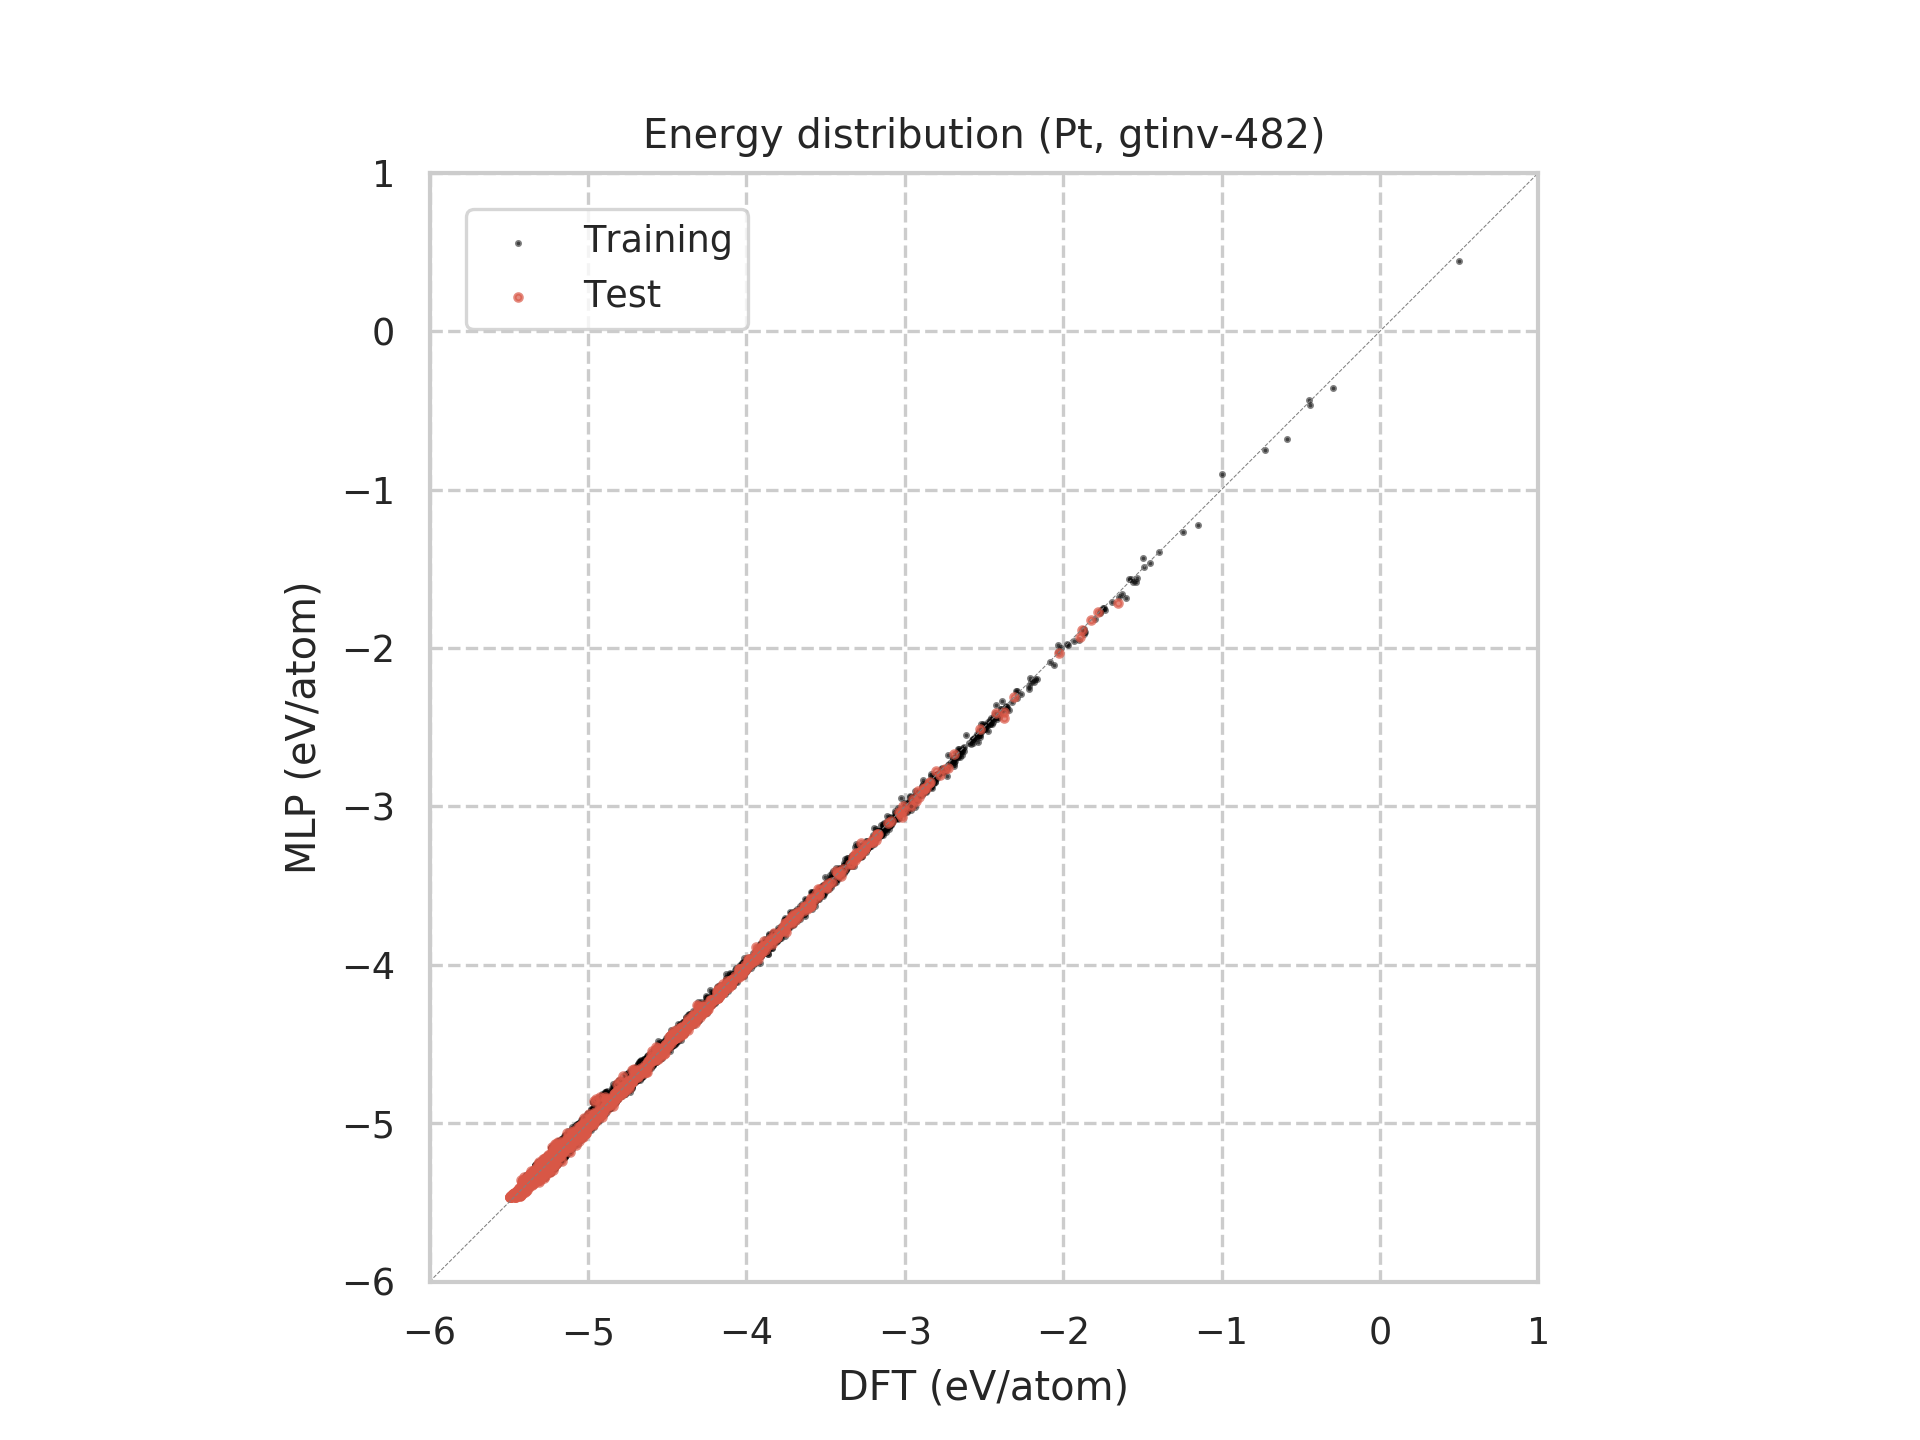 Energy distribution (Pt, gtinv-482)
Training
Test
1
0
−1
−2
−3
−4
−5
−6
MLP (eV/atom)
−6 −5 −4 −3 −2 −1 0 1
DFT (eV/atom)